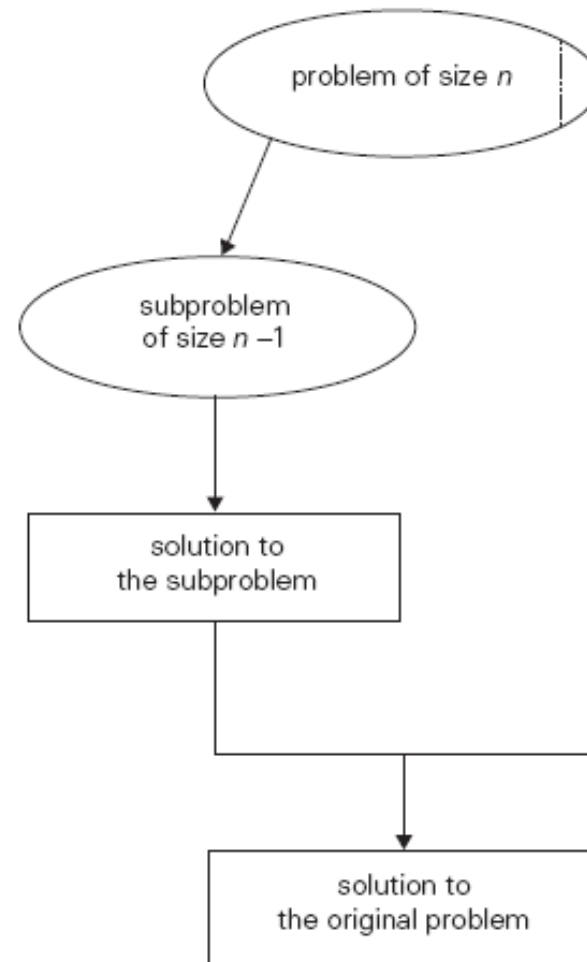 problem of size n
subproblem
of size n –1
solution to
the subproblem
solution to
the original problem